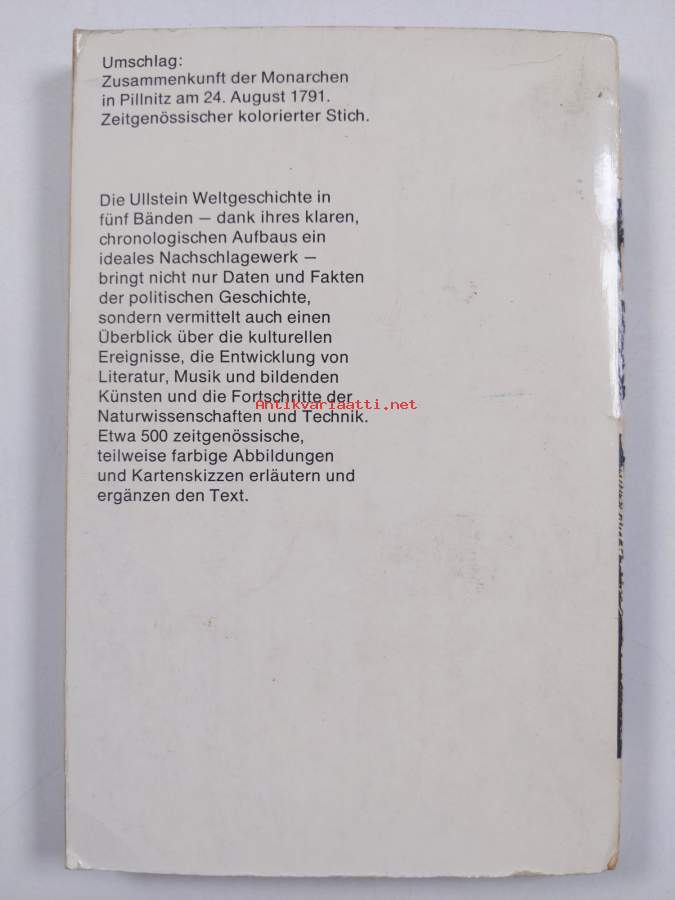 Umschlag:
Zusammenkunft der Monarchen
in Pillnitz am 24. August 1791.
Zeitgenössischer kolorierter Stich.
Die Ullstein Weltgeschichte in
fünf Bänden — dank ihres klaren,
chronologischen Aufbaus ein
ideales Nachschlagewerk —
bringt nicht nur Daten und Fakten
der politischen Geschichte,
sondern vermittelt auch einen
Überblick über die kulturellen
Ereignisse, die Entwicklung von
Literatur, Musik und bildenden
Künsten und die Fortschritte der
Antikvariaatti.net
Naturwissenschaften und Technik.
Etwa 500 zeitgenössische,
teilweise farbige Abbildungen
und Kartenskizzen erläutern und
ergänzen den Text.